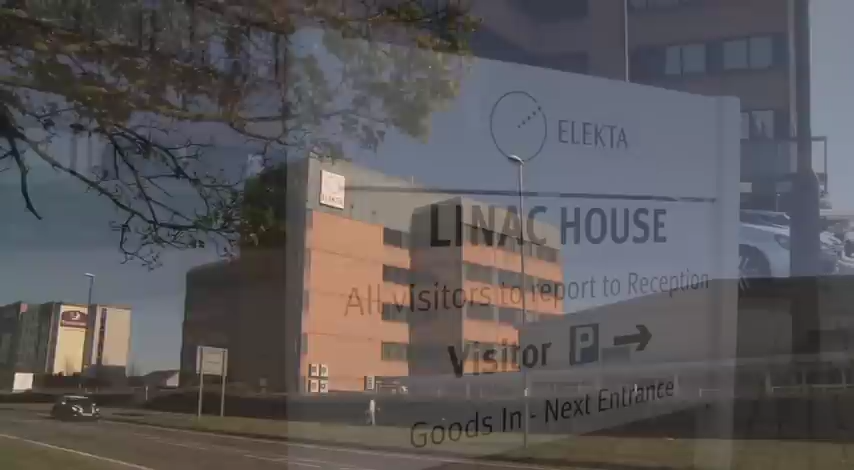 ELEKTA
LINAC HOUSE
All visitors to report to Reception
Visitor P
Goods In - Next Entrance